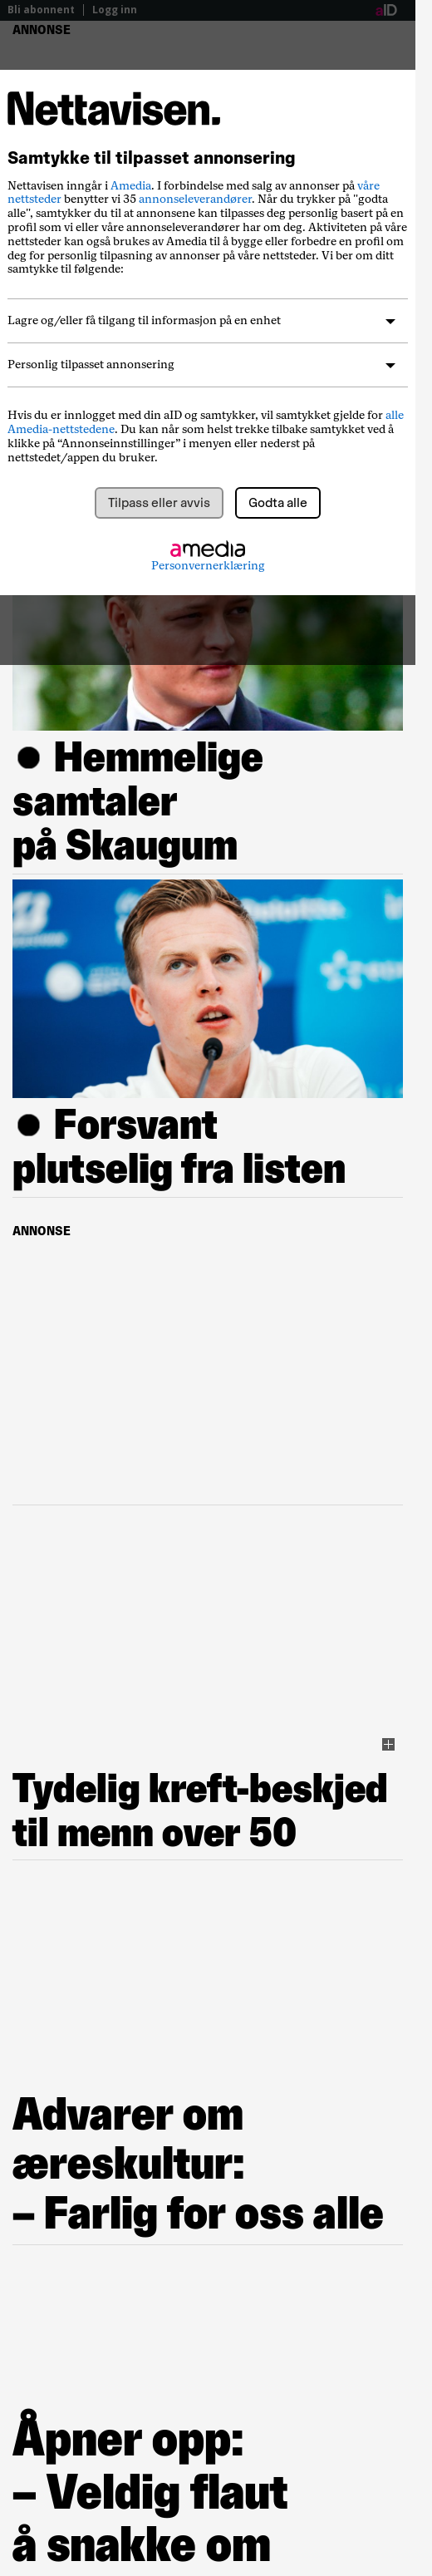 Bli abonnent
Logg inn
aID
ANNONSE
Nettavisen.
Samtykke til tilpasset annonsering
Nettavisen inngår i Amedia. I forbindelse med salg av annonser på våre
nettsteder benytter vi 35 annonseleverandører. Når du trykker på "godta
alle", samtykker du til at annonsene kan tilpasses deg personlig basert på en
profil som vi eller våre annonseleverandører har om deg. Aktiviteten på våre
nettsteder kan også brukes av Amedia til å bygge eller forbedre en profil om
deg for personlig tilpasning av annonser på våre nettsteder. Vi ber om ditt
samtykke til følgende:
Lagre og/eller få tilgang til informasjon på en enhet
Personlig tilpasset annonsering
Hvis du er innlogget med din aID og samtykker, vil samtykket gjelde for alle
Amedia-nettstedene. Du kan når som helst trekke tilbake samtykket ved å
klikke på “Annonseinnstillinger” i menyen eller nederst på
nettstedet/appen du bruker.
Tilpass eller avvis
Godta alle
amedia
Personvernerklæring
Hemmelige
samtaler
på Skaugum
Forsvant
plutselig fra listen
ANNONSE
Tydelig kreft-beskjed
til menn over 50
Advarer om
æreskultur:
– Farlig for oss alle
Åpner opp:
– Veldig flaut
å snakke om